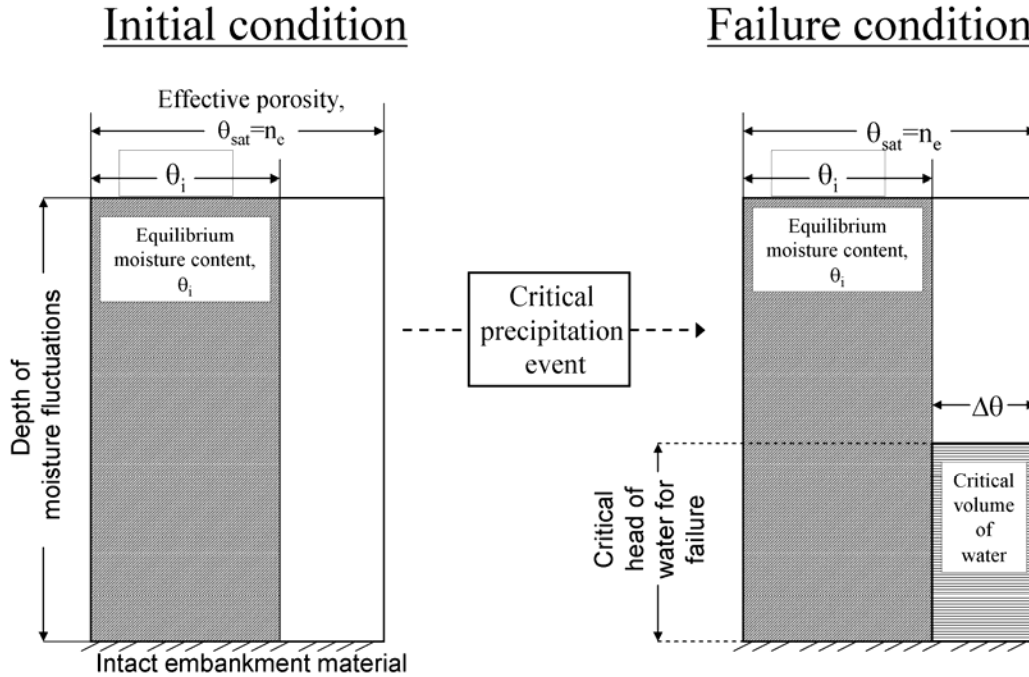 Initial condition
Failure condition
Effective porosity,
θsat=ne
θi
Equilibrium
moisture content,
θi
Depth of
moisture fluctuations
Intact embankment material
Critical
precipitation
event
θsat=ne
θi
Equilibrium
moisture content,
θi
Δθ
Critical
head of
water for
failure
Critical
volume
of
water